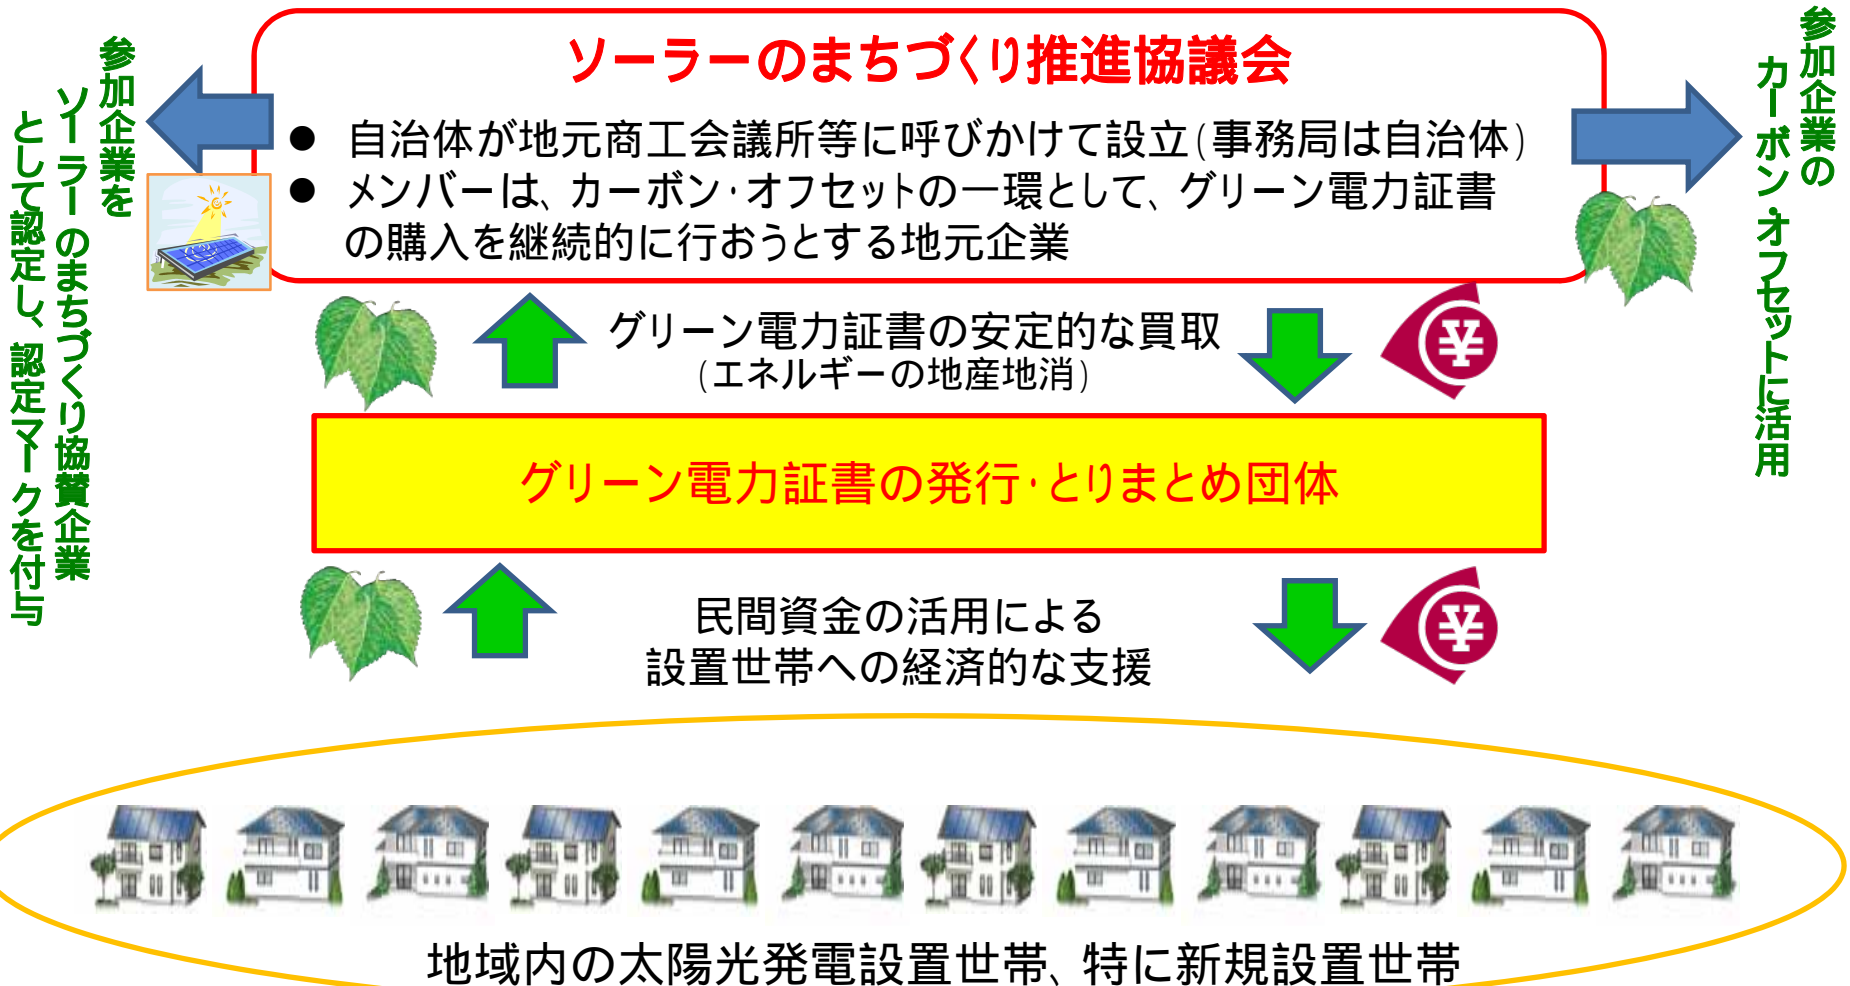 ソーラーのまちづくり推進協議会
● 自治体が地元商工会議所等に呼びかけて設立(事務局は自治体)
● メンバーは、カーボン・オフセットの一環として、グリーン電力証書
の購入を継続的に行おうとする地元企業
参加企業を
ソーラーのまちづくり協賛企業
として認定し、認定マークを付与
参加企業の
カーボン・オフセットに活用
グリーン電力証書の安定的な買取
(エネルギーの地産地消)
¥
グリーン電力証書の発行・とりまとめ団体
民間資金の活用による
設置世帯への経済的な支援
¥
地域内の太陽光発電設置世帯、特に新規設置世帯